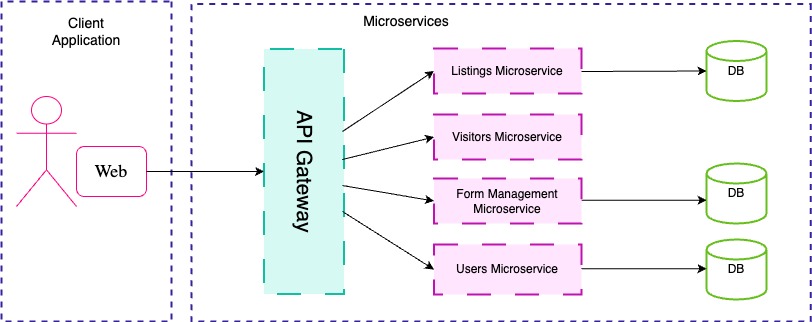 Client
Application
Microservices
Web
API Gateway
Listings Microservice
DB
Visitors Microservice
Form Management
Microservice
DB
Users Microservice
DB